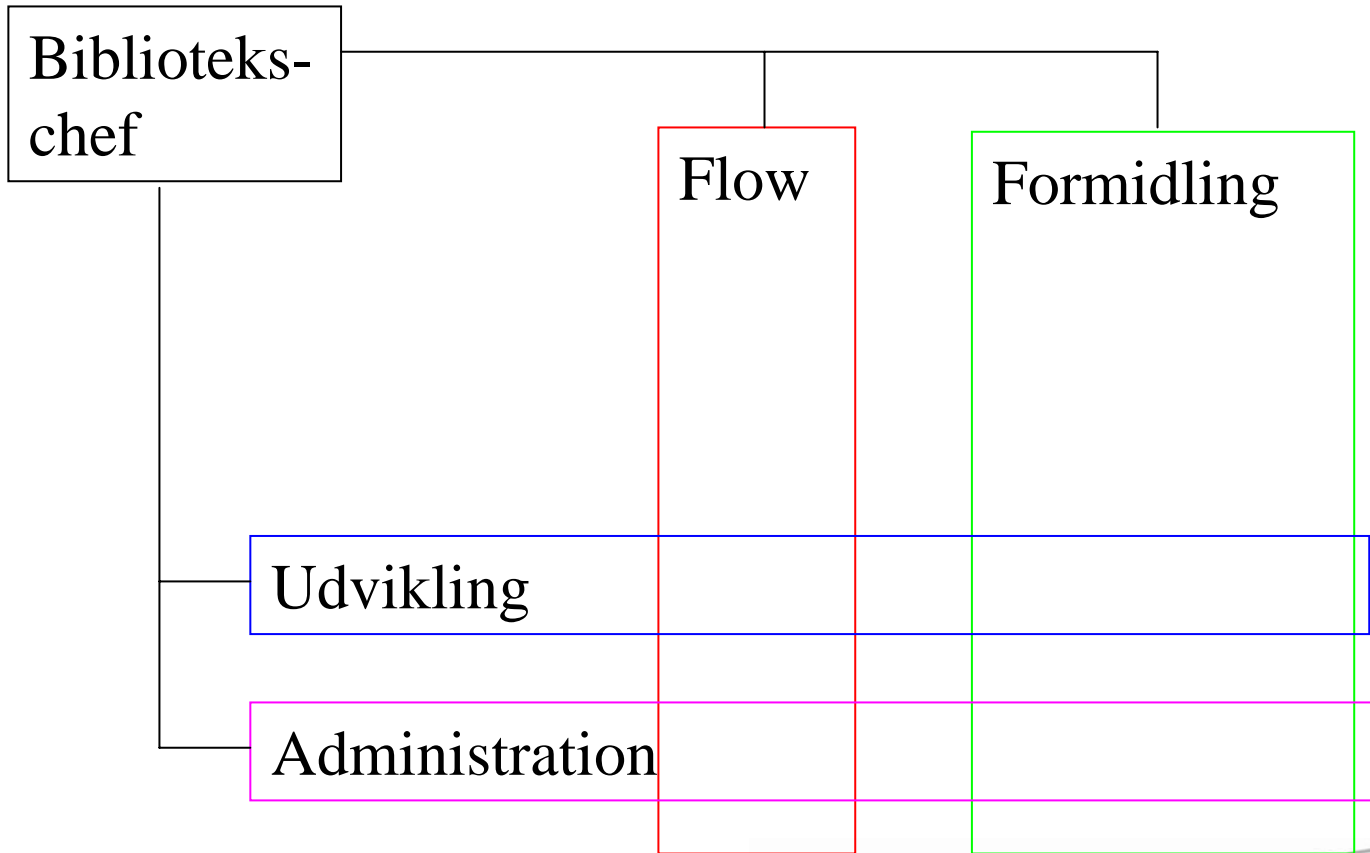 Biblioteks-
chef
Flow
Formidling
Udvikling
Administration